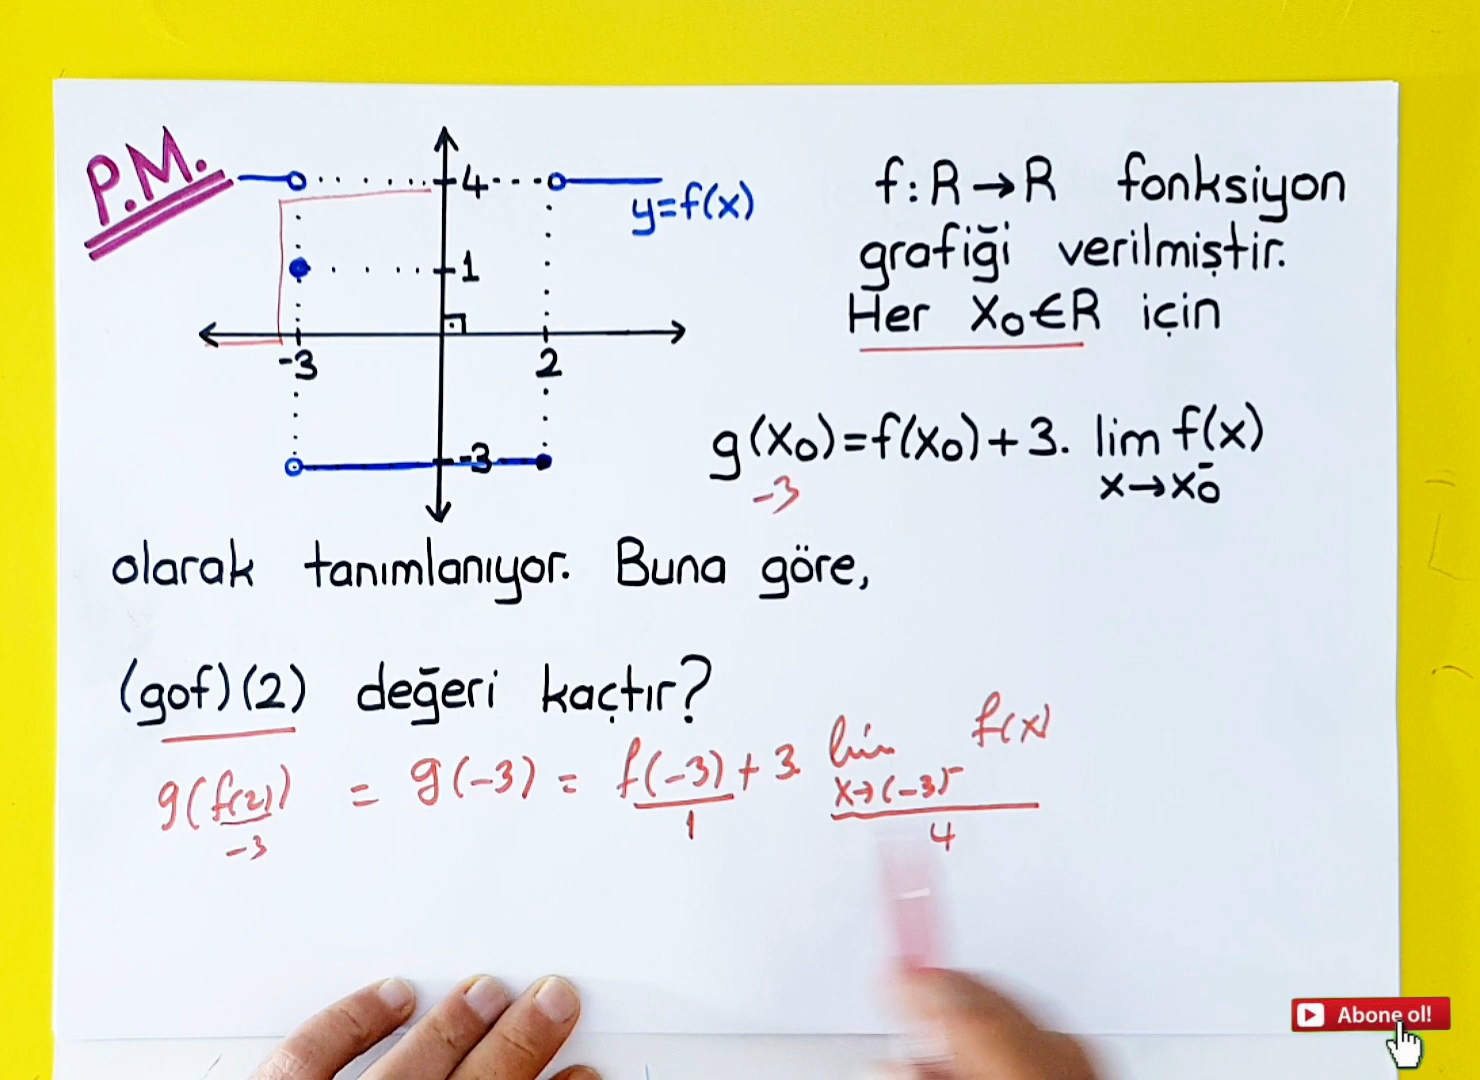 P.M.
4
y=f(x)
1
-3
2
-3
f:R→R fonksiyon
grafiği verilmiştir.
Her x₀∈R için
g(x₀)=f(x₀)+3. lim f(x)
x→x₀⁻
-3
olarak tanımlanıyor. Buna göre,
(gof)(2) değeri kaçtır?
g(f(2)) = g(-3) = f(-3)+3. lim f(x)
x→(-3)⁻
-3
1
4
Abone ol!